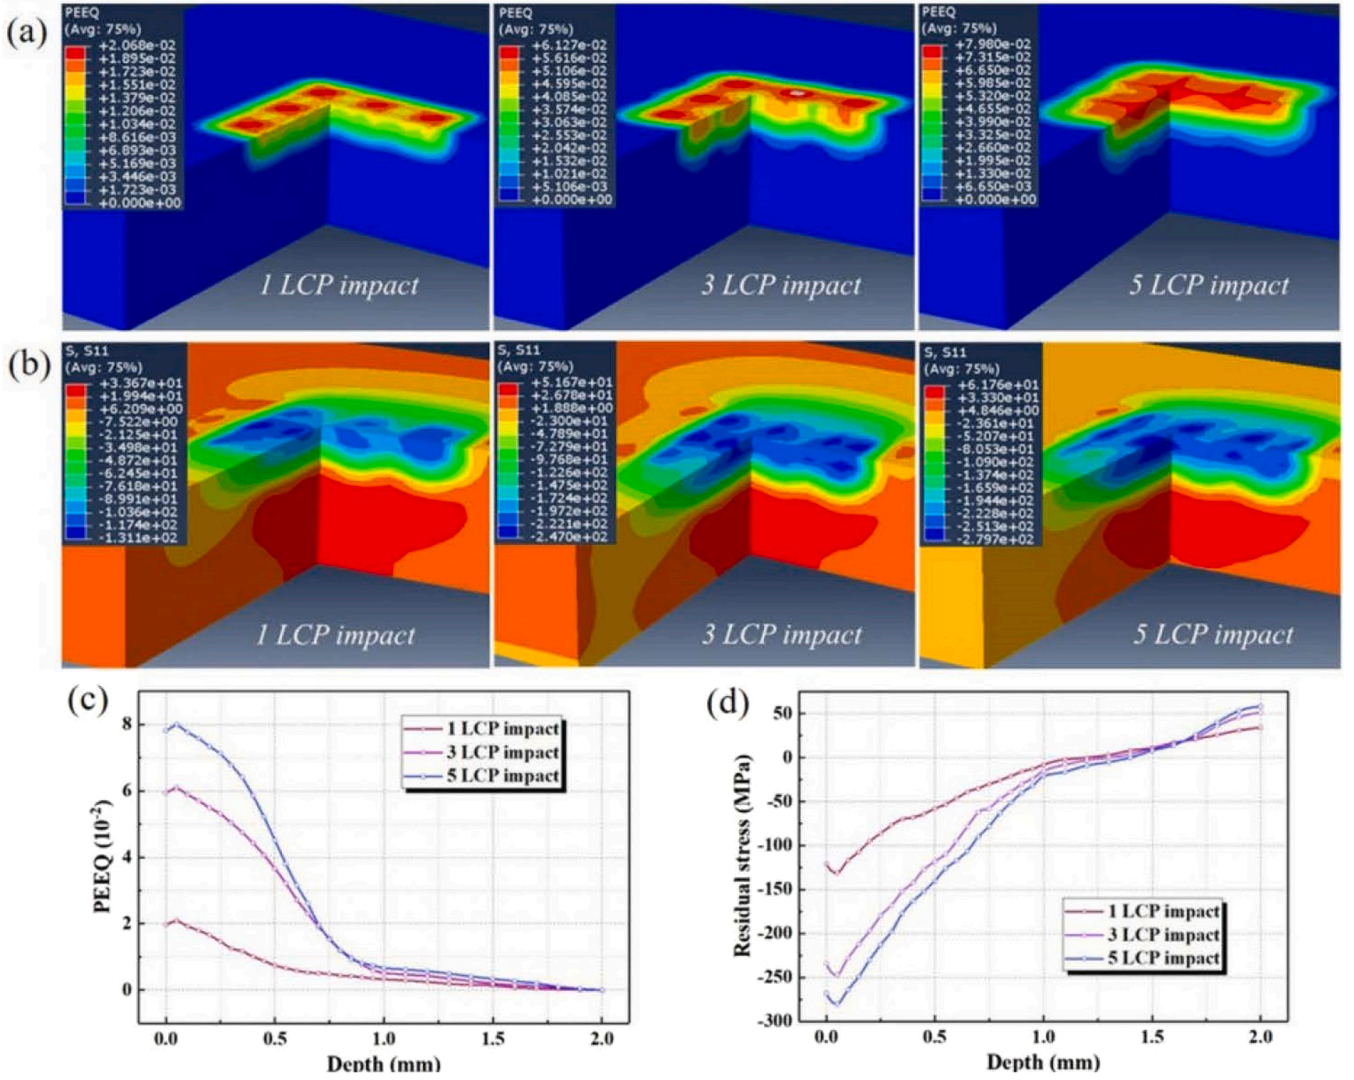 (a)
PEEQ
(Avg: 75%)
+2.068e-02
+1.895e-02
+1.723e-02
+1.551e-02
+1.379e-02
+1.206e-02
+1.034e-02
+8.616e-03
+6.893e-03
+5.169e-03
+3.446e-03
+1.723e-03
+0.000e+00
1 LCP impact
PEEQ
(Avg: 75%)
+6.127e-02
+5.616e-02
+5.106e-02
+4.595e-02
+4.085e-02
+3.574e-02
+3.063e-02
+2.553e-02
+2.042e-02
+1.532e-02
+1.021e-02
+5.106e-03
+0.000e+00
3 LCP impact
PEEQ
(Avg: 75%)
+7.980e-02
+7.315e-02
+6.650e-02
+5.985e-02
+5.320e-02
+4.655e-02
+3.990e-02
+3.325e-02
+2.660e-02
+1.995e-02
+1.330e-02
+6.650e-03
+0.000e+00
5 LCP impact
(b)
S, S11
(Avg: 75%)
+3.367e+01
+1.994e+01
+6.209e+00
-7.522e+00
-2.125e+01
-3.498e+01
-4.872e+01
-6.245e+01
-7.618e+01
-8.991e+01
-1.036e+02
-1.174e+02
-1.311e+02
1 LCP impact
S, S11
(Avg: 75%)
+5.167e+01
+2.678e+01
+1.888e+00
-2.300e+01
-4.789e+01
-7.279e+01
-9.768e+01
-1.226e+02
-1.475e+02
-1.724e+02
-1.972e+02
-2.221e+02
-2.470e+02
3 LCP impact
S, S11
(Avg: 75%)
+6.176e+01
+3.330e+01
+4.846e+00
-2.361e+01
-5.207e+01
-8.053e+01
-1.090e+02
-1.374e+02
-1.659e+02
-1.944e+02
-2.228e+02
-2.513e+02
-2.797e+02
5 LCP impact
(c)
PEEQ (10-2)
8
6
4
2
0
1 LCP impact
3 LCP impact
5 LCP impact
0.0 0.5 1.0 1.5 2.0
Depth (mm)
(d)
Residual stress (MPa)
50
0
-50
-100
-150
-200
-250
-300
1 LCP impact
3 LCP impact
5 LCP impact
0.0 0.5 1.0 1.5 2.0
Depth (mm)